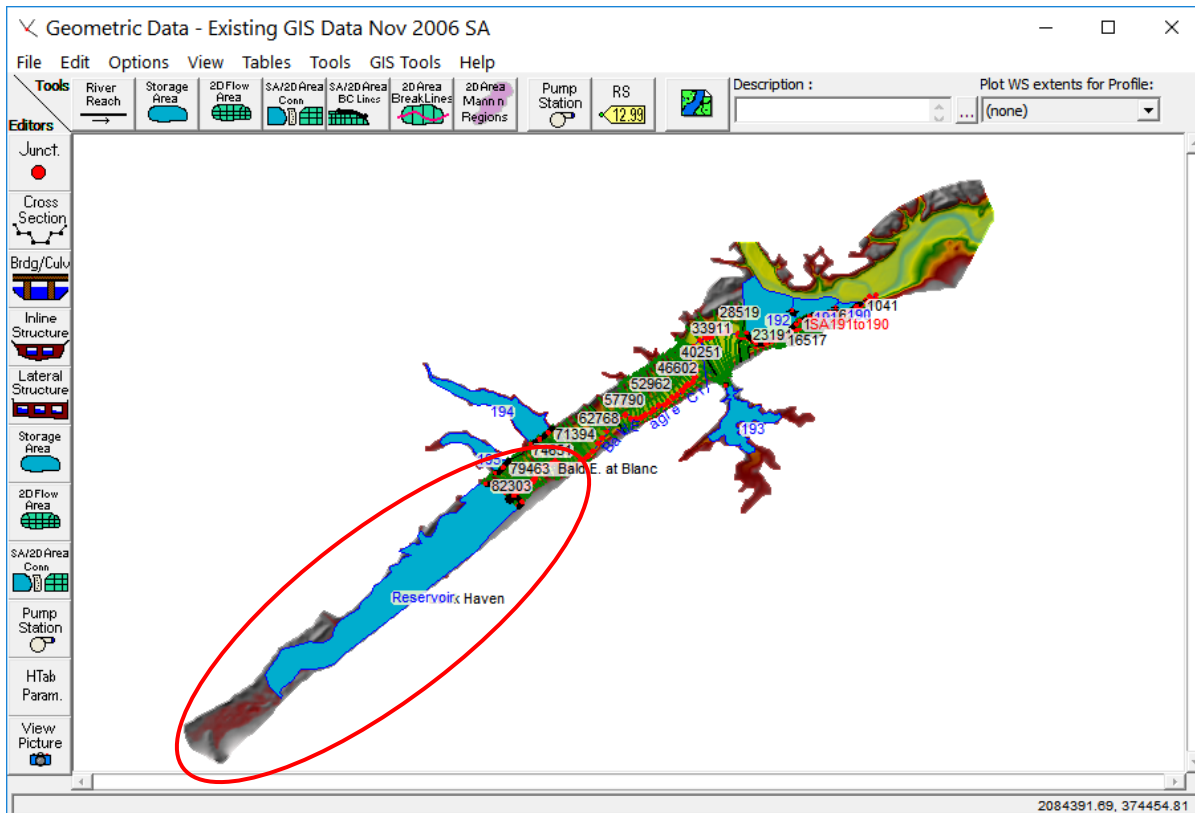 Geometric Data - Existing GIS Data Nov 2006 SA
File Edit Options View Tables Tools GIS Tools Help
Tools
Editors
River Reach
Storage Area
2D Flow Area
SA/2D Area Conn
SA/2D Area BC Lines
2D Area BreakLines
2D Area Mann n Regions
Pump Station
RS
12.99
Description :
...
Plot WS extents for Profile:
(none)
Junct.
Cross Section
Brdg/Culv
Inline Structure
Lateral Structure
Storage Area
2D Flow Area
SA/2D Area Conn
Pump Station
HTab Param.
View Picture
1041
28519
192
190
SA191to190
33911
23191
16517
40251
46602
52962
57790
194
62768
193
71394
74651
79463
Bald E. at Blanc
82303
Reservoir
Haven
2084391.69, 374454.81